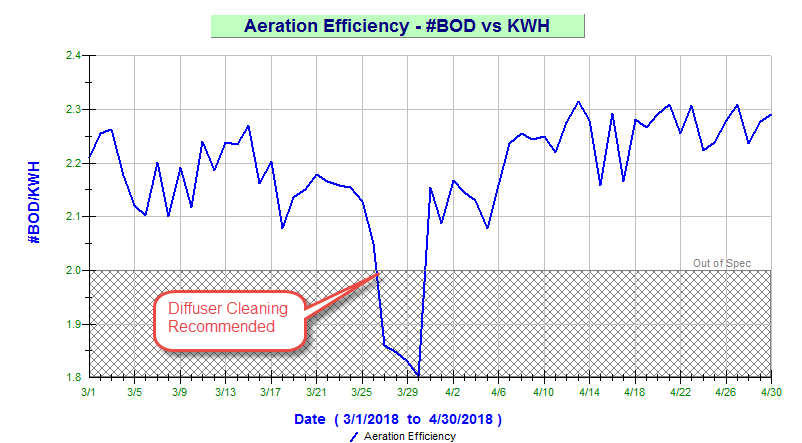 Aeration Efficiency - #BOD vs KWH
2.4
2.3
2.2
2.1
2.0
1.9
1.8
#BOD/KWH
Out of Spec
Diffuser Cleaning
Recommended
3/1 3/5 3/9 3/13 3/17 3/21 3/25 3/29 4/2 4/6 4/10 4/14 4/18 4/22 4/26 4/30
Date ( 3/1/2018 to 4/30/2018 )
Aeration Efficiency